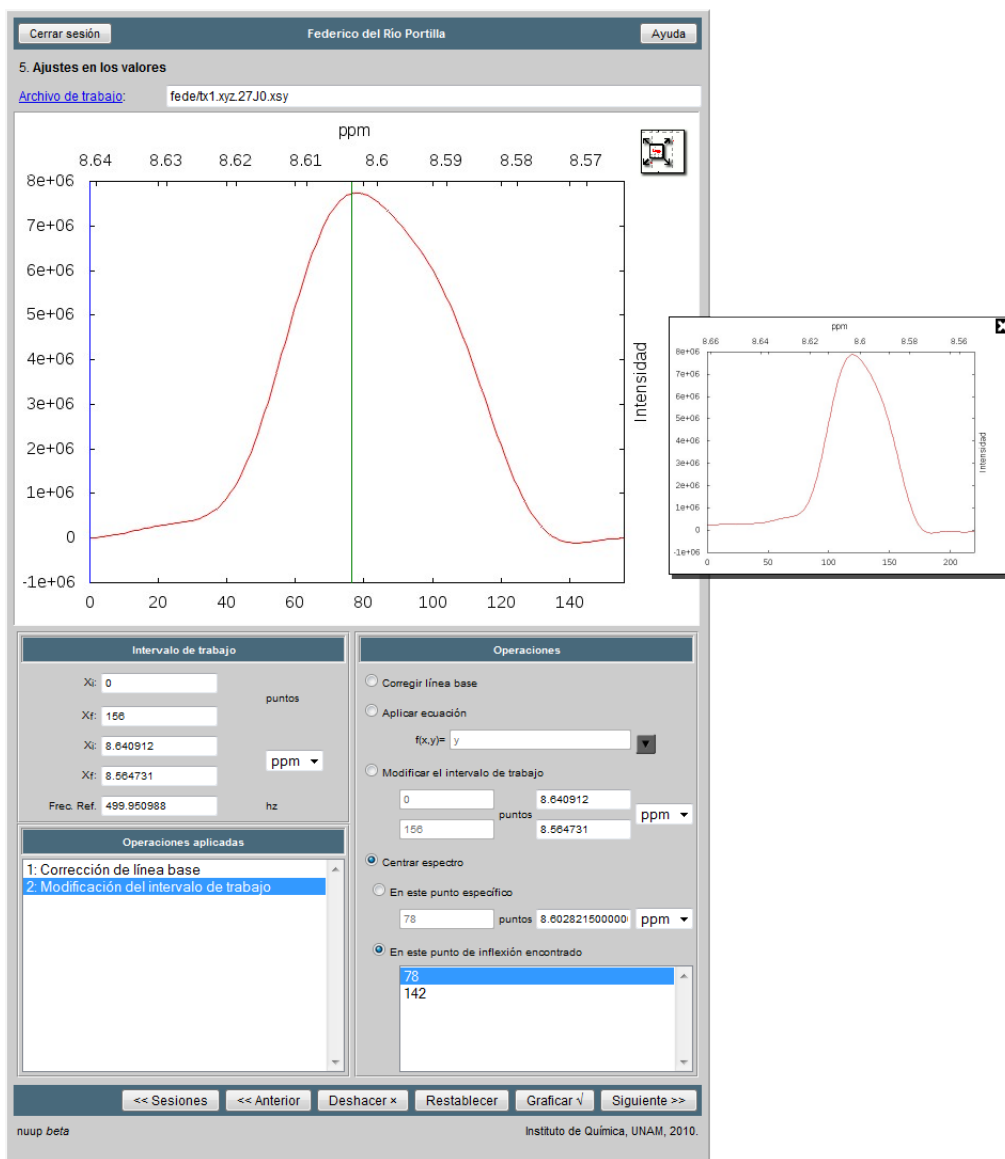 Cerrar sesión Federico del Río Portilla Ayuda
5. Ajustes en los valores
Archivo de trabajo: fede/tx1.xyz.27J0.xsy
ppm
8.64 8.63 8.62 8.61 8.6 8.59 8.58 8.57
8e+06
7e+06
6e+06
5e+06
4e+06
3e+06
2e+06
1e+06
0
-1e+06
0 20 40 60 80 100 120 140
Intensidad
ppm
8.66 8.64 8.62 8.6 8.58 8.56
8e+06
7e+06
6e+06
5e+06
4e+06
3e+06
2e+06
1e+06
0
-1e+06
0 50 100 150 200
Intensidad
Intervalo de trabajo
Xi: 0
puntos
Xf: 156
Xi: 8.640912
ppm
Xf: 8.564731
Frec. Ref. 499.950988 hz
Operaciones aplicadas
1: Corrección de línea base
2: Modificación del intervalo de trabajo
Operaciones
Corregir línea base
Aplicar ecuación
f(x,y)= y
Modificar el intervalo de trabajo
0 8.640912
puntos ppm
156 8.564731
Centrar espectro
En este punto específico
78 puntos 8.60282150000 ppm
En este punto de inflexión encontrado
78
142
<< Sesiones << Anterior Deshacer × Restablecer Graficar √ Siguiente >>
nuup beta Instituto de Química, UNAM, 2010.